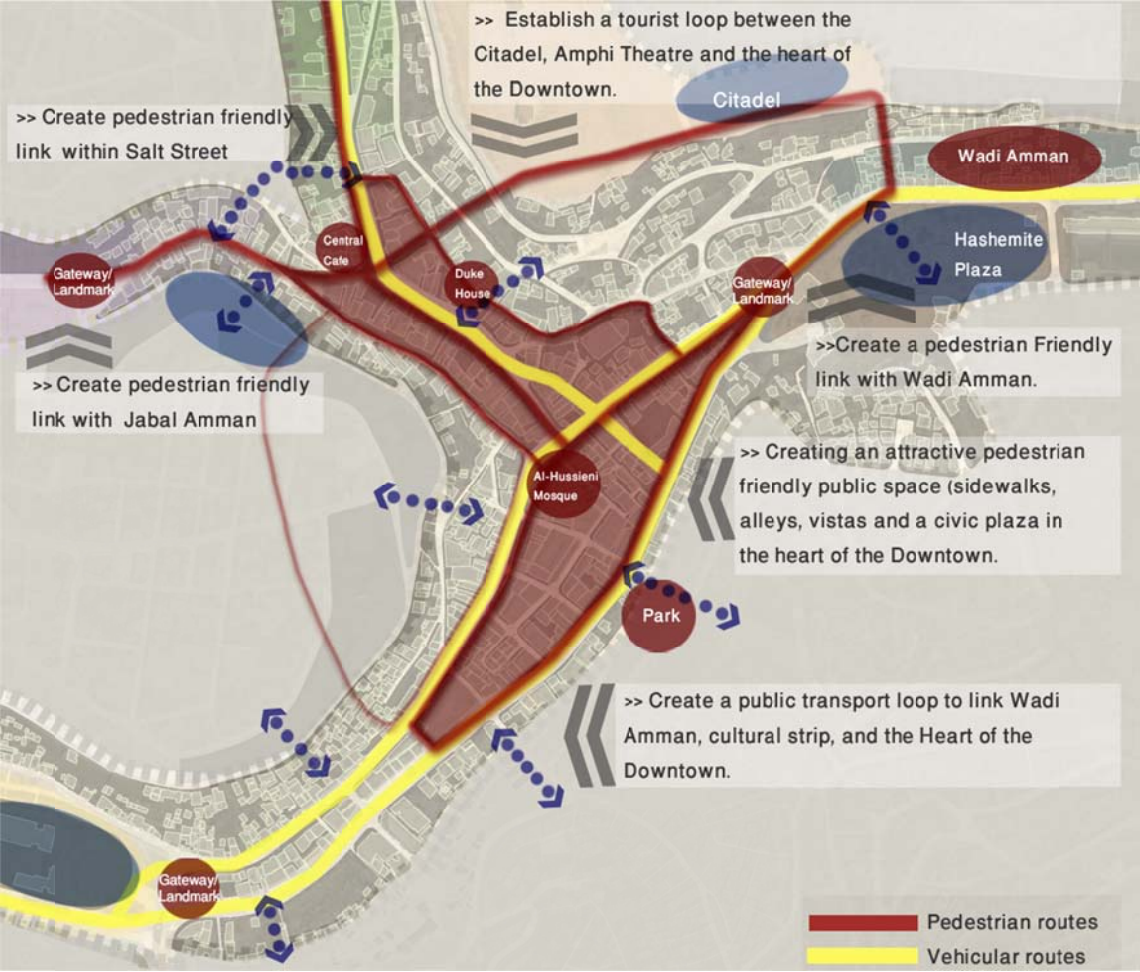 >> Establish a tourist loop between the
Citadel, Amphi Theatre and the heart of
the Downtown.
Citadel
>> Create pedestrian friendly
link within Salt Street
Wadi Amman
Central
Cafe
Hashemite
Plaza
Gateway/
Landmark
Duke
House
Gateway/
Landmark
>>Create a pedestrian Friendly
link with Wadi Amman.
>> Create pedestrian friendly
link with Jabal Amman
>> Creating an attractive pedestrian
friendly public space (sidewalks,
alleys, vistas and a civic plaza in
the heart of the Downtown.
Al-Hussieni
Mosque
Park
>> Create a public transport loop to link Wadi
Amman, cultural strip, and the Heart of the
Downtown.
Gateway/
Landmark
Pedestrian routes
Vehicular routes